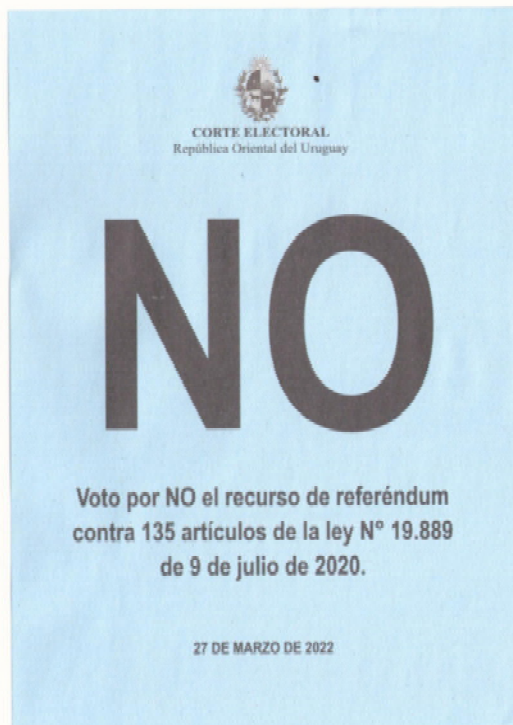 CORTE ELECTORAL
República Oriental del Uruguay
NO
Voto por NO el recurso de referéndum
contra 135 artículos de la ley Nº 19.889
de 9 de julio de 2020.
27 DE MARZO DE 2022